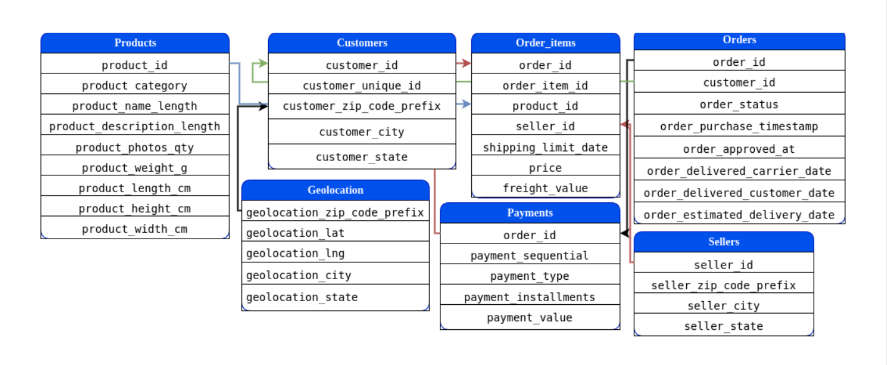 Products
product_id
product category
product_name_length
product_description_length
product_photos_qty
product_weight_g
product_length_cm
product_height_cm
product_width_cm
Customers
customer_id
customer_unique_id
customer_zip_code_prefix
customer_city
customer_state
Geolocation
geolocation_zip_code_prefix
geolocation_lat
geolocation_lng
geolocation_city
geolocation_state
Order_items
order_id
order_item_id
product_id
seller_id
shipping_limit_date
price
freight_value
Payments
order_id
payment_sequential
payment_type
payment_installments
payment_value
Orders
order_id
customer_id
order_status
order_purchase_timestamp
order_approved_at
order_delivered_carrier_date
order_delivered_customer_date
order_estimated_delivery_date
Sellers
seller_id
seller_zip_code_prefix
seller_city
seller_state